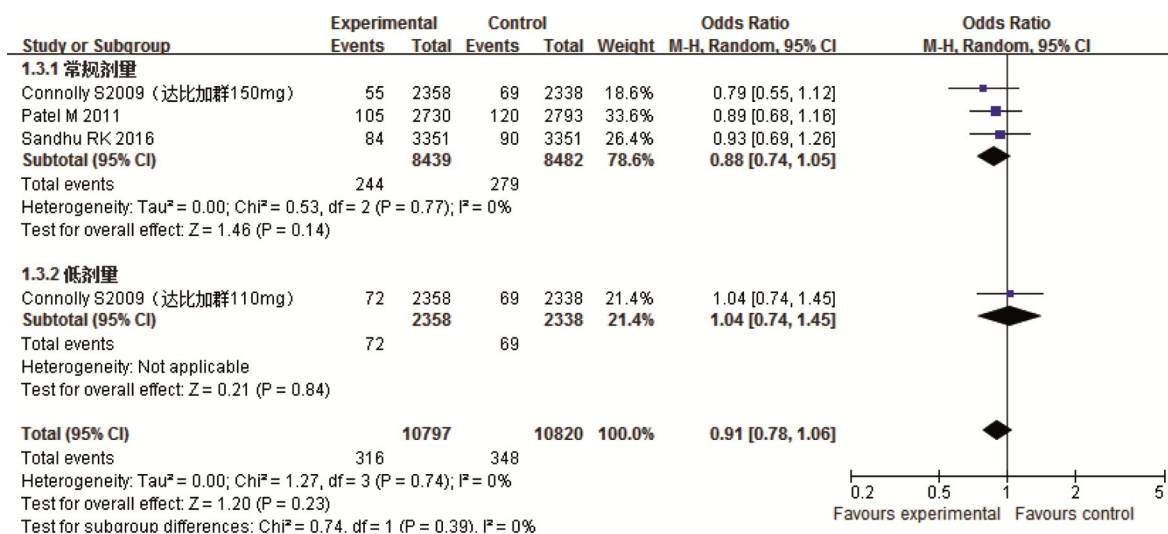 Experimental Control Odds Ratio Odds Ratio
Study or Subgroup Events Total Events Total Weight M-H, Random, 95% CI M-H, Random, 95% CI
1.3.1 常规剂量
Connolly S2009（达比加群150mg） 55 2358 69 2338 18.6% 0.79 [0.55, 1.12]
Patel M 2011 105 2730 120 2793 33.6% 0.89 [0.68, 1.16]
Sandhu RK 2016 84 3351 90 3351 26.4% 0.93 [0.69, 1.26]
Subtotal (95% CI) 8439 8482 78.6% 0.88 [0.74, 1.05]
Total events 244 279
Heterogeneity: Tau² = 0.00; Chi² = 0.53, df = 2 (P = 0.77); I² = 0%
Test for overall effect: Z = 1.46 (P = 0.14)
1.3.2 低剂量
Connolly S2009（达比加群110mg） 72 2358 69 2338 21.4% 1.04 [0.74, 1.45]
Subtotal (95% CI) 2358 2338 21.4% 1.04 [0.74, 1.45]
Total events 72 69
Heterogeneity: Not applicable
Test for overall effect: Z = 0.21 (P = 0.84)
Total (95% CI) 10797 10820 100.0% 0.91 [0.78, 1.06]
Total events 316 348
Heterogeneity: Tau² = 0.00; Chi² = 1.27, df = 3 (P = 0.74); I² = 0%
Test for overall effect: Z = 1.20 (P = 0.23)
Test for subgroup differences: Chi² = 0.74, df = 1 (P = 0.39), I² = 0%
0.2 0.5 1 2 5
Favours experimental Favours control